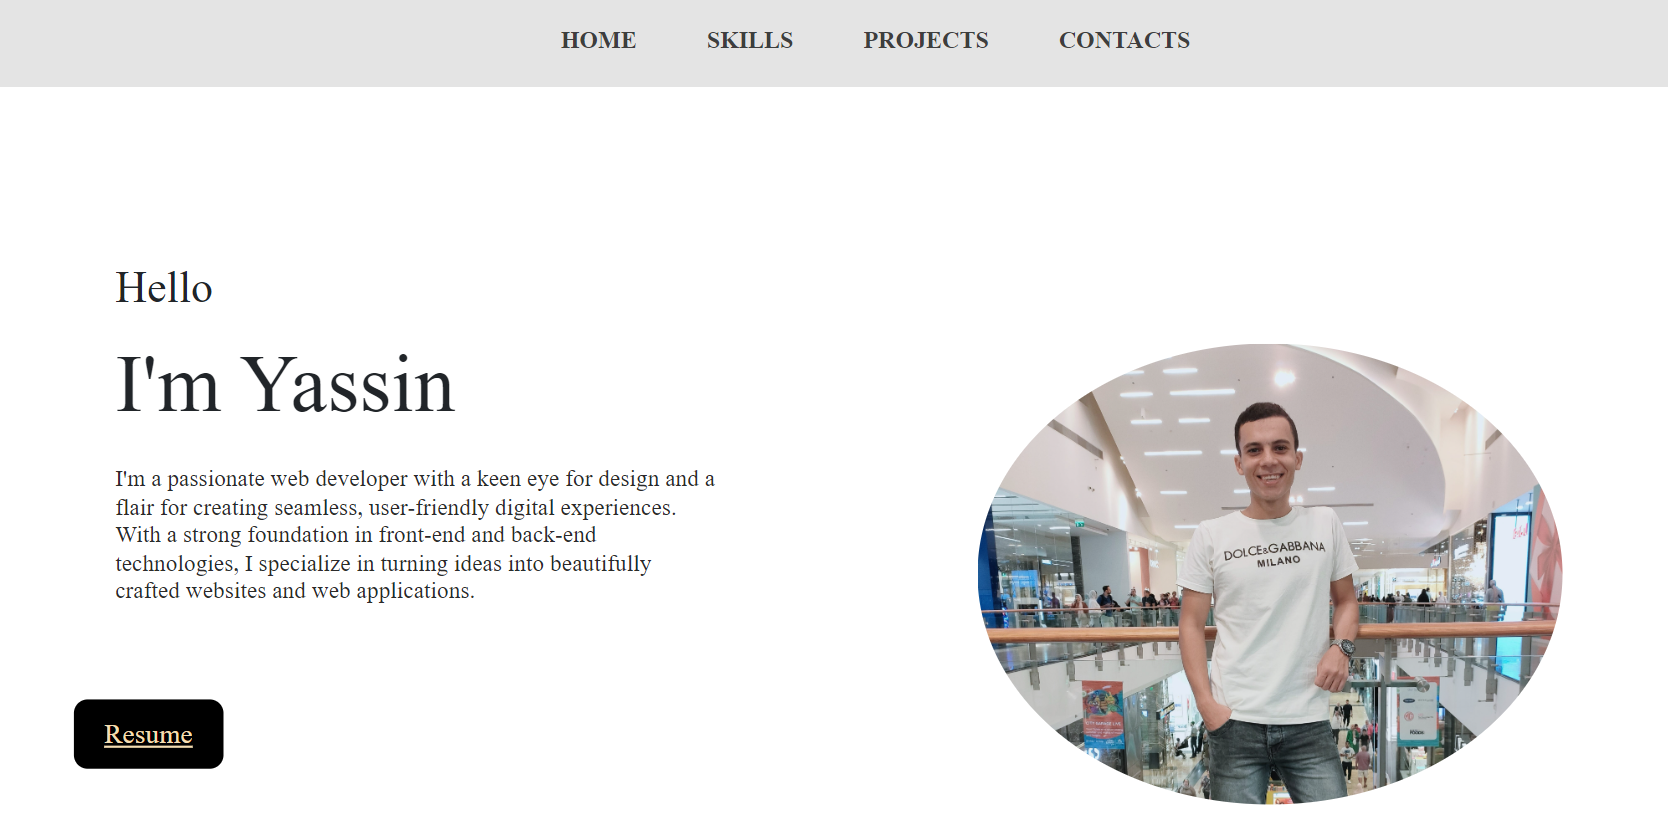 HOME SKILLS PROJECTS CONTACTS
Hello
I'm Yassin
I'm a passionate web developer with a keen eye for design and a
flair for creating seamless, user-friendly digital experiences.
With a strong foundation in front-end and back-end
technologies, I specialize in turning ideas into beautifully
crafted websites and web applications.
Resume
DOLCE&GABBANA
MILANO